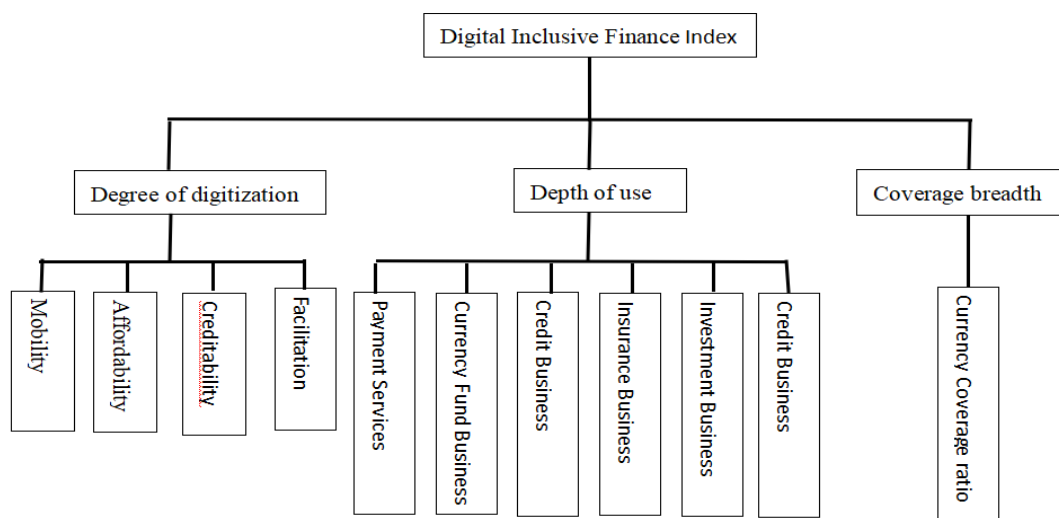 Digital Inclusive Finance Index
Degree of digitization
Depth of use
Coverage breadth
Mobility
Affordability
Creditability
Facilitation
Payment Services
Currency Fund Business
Credit Business
Insurance Business
Investment Business
Credit Business
Currency Coverage ratio